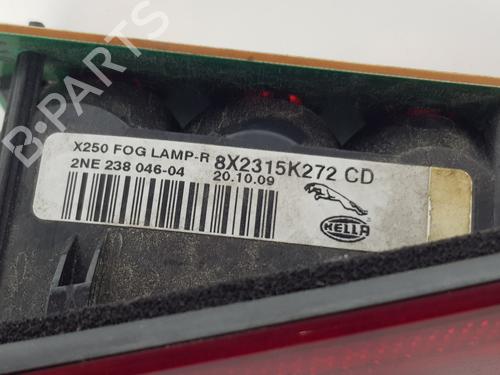 B-PARTS
X250 FOG LAMP-R 8X2315K272 CD
2NE 238 046-04 20.10.09
HELLA